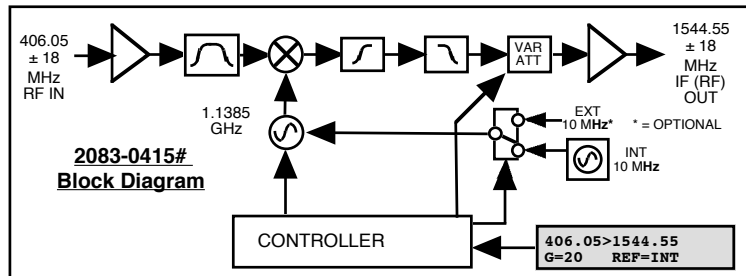 406.05
± 18
MHz
RF IN
1.1385
GHz
VAR
ATT
1544.55
± 18
MHz
IF (RF)
OUT
EXT
10 MHz*
* = OPTIONAL
INT
10 MHz
2083-0415#
Block Diagram
CONTROLLER
406.05>1544.55
G=20 REF=INT